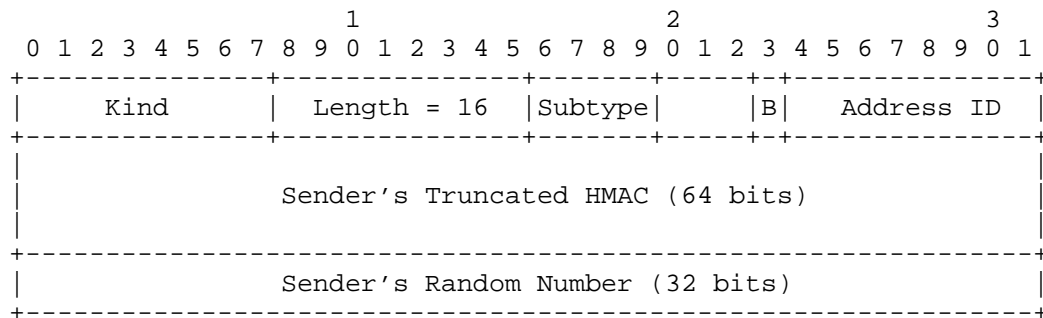 1                   2                   3
 0 1 2 3 4 5 6 7 8 9 0 1 2 3 4 5 6 7 8 9 0 1 2 3 4 5 6 7 8 9 0 1
+---------------+---------------+-------+-----+-+---------------+
|     Kind      |  Length = 16  |Subtype|     |B|   Address ID  |
+---------------+---------------+-------+-----+-+---------------+
|                                                               |
|                Sender’s Truncated HMAC (64 bits)              |
|                                                               |
+---------------------------------------------------------------+
|                Sender’s Random Number (32 bits)               |
+---------------------------------------------------------------+